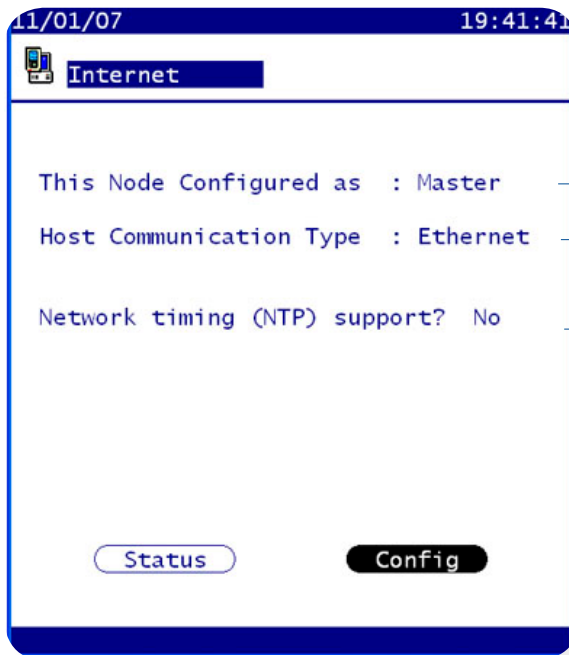 11/01/07 19:41:41
Internet
This Node Configured as : Master
Host Communication Type : Ethernet
Network timing (NTP) support? No
Status Config